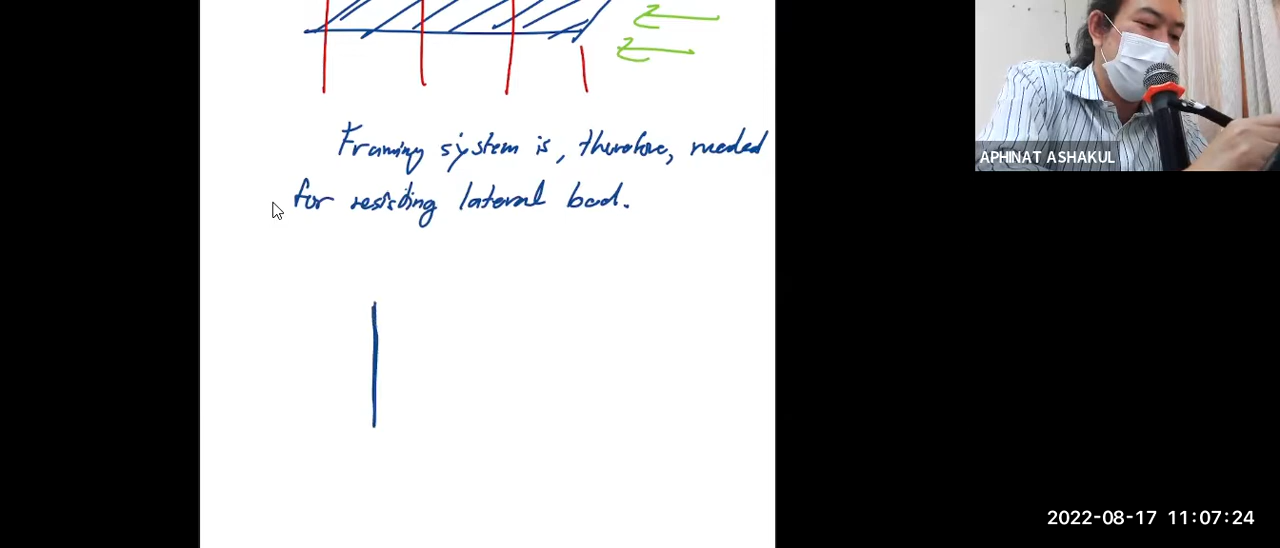 Framing system is, therefore, needed
for resisting lateral load.
APHINAT ASHAKUL
2022-08-17 11:07:24